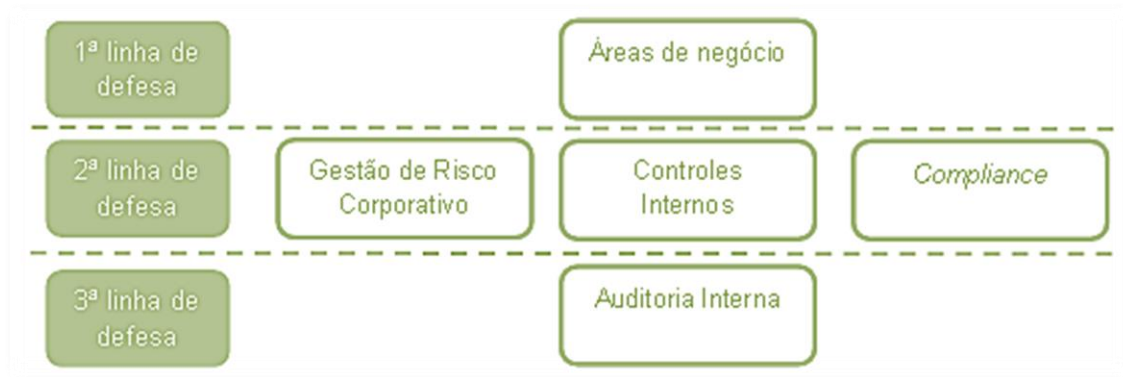 1ª linha de
defesa
Áreas de negócio
2ª linha de
defesa
Gestão de Risco
Corporativo
Controles
Internos
Compliance
3ª linha de
defesa
Auditoria Interna